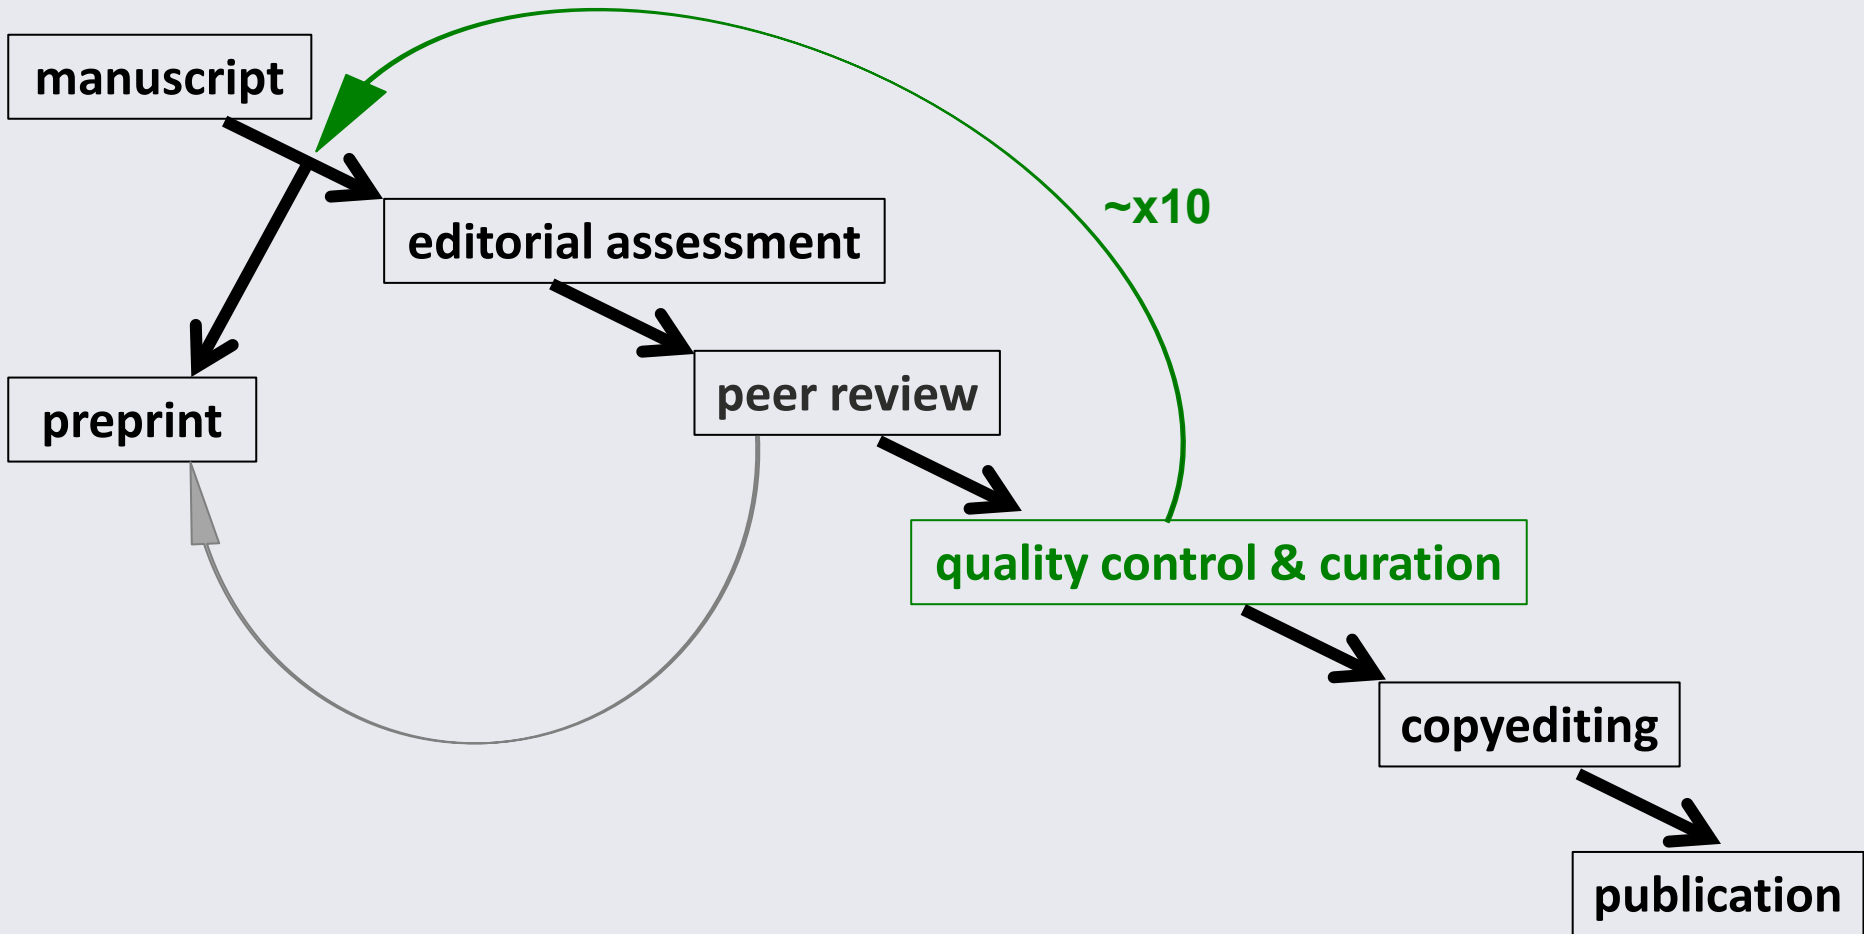 manuscript
~x10
editorial assessment
peer review
preprint
quality control & curation
copyediting
publication